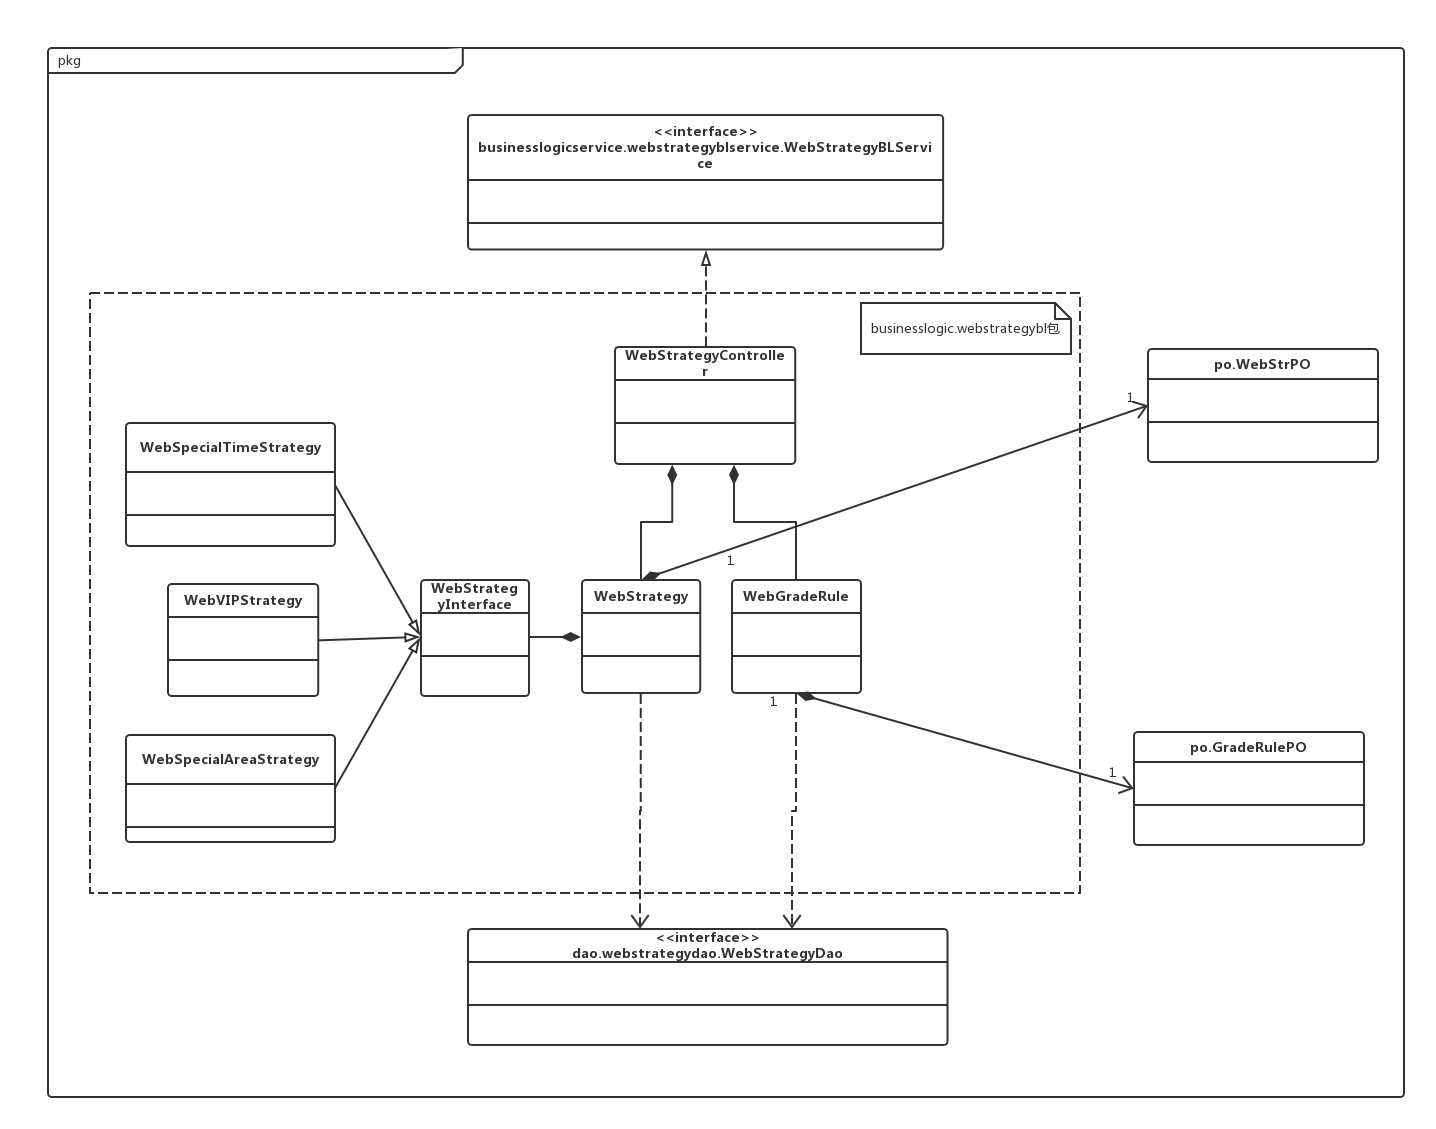 pkg
<<interface>>
businesslogicservice.webstrategyblservice.WebStrategyBLServi
ce
businesslogic.webstrategybl包
WebStrategyControlle
r
po.WebStrPO
1
WebSpecialTimeStrategy
1
WebVIPStrategy
WebStrateg
yInterface
WebStrategy
WebGradeRule
1
po.GradeRulePO
WebSpecialAreaStrategy
1
<<interface>>
dao.webstrategydao.WebStrategyDao